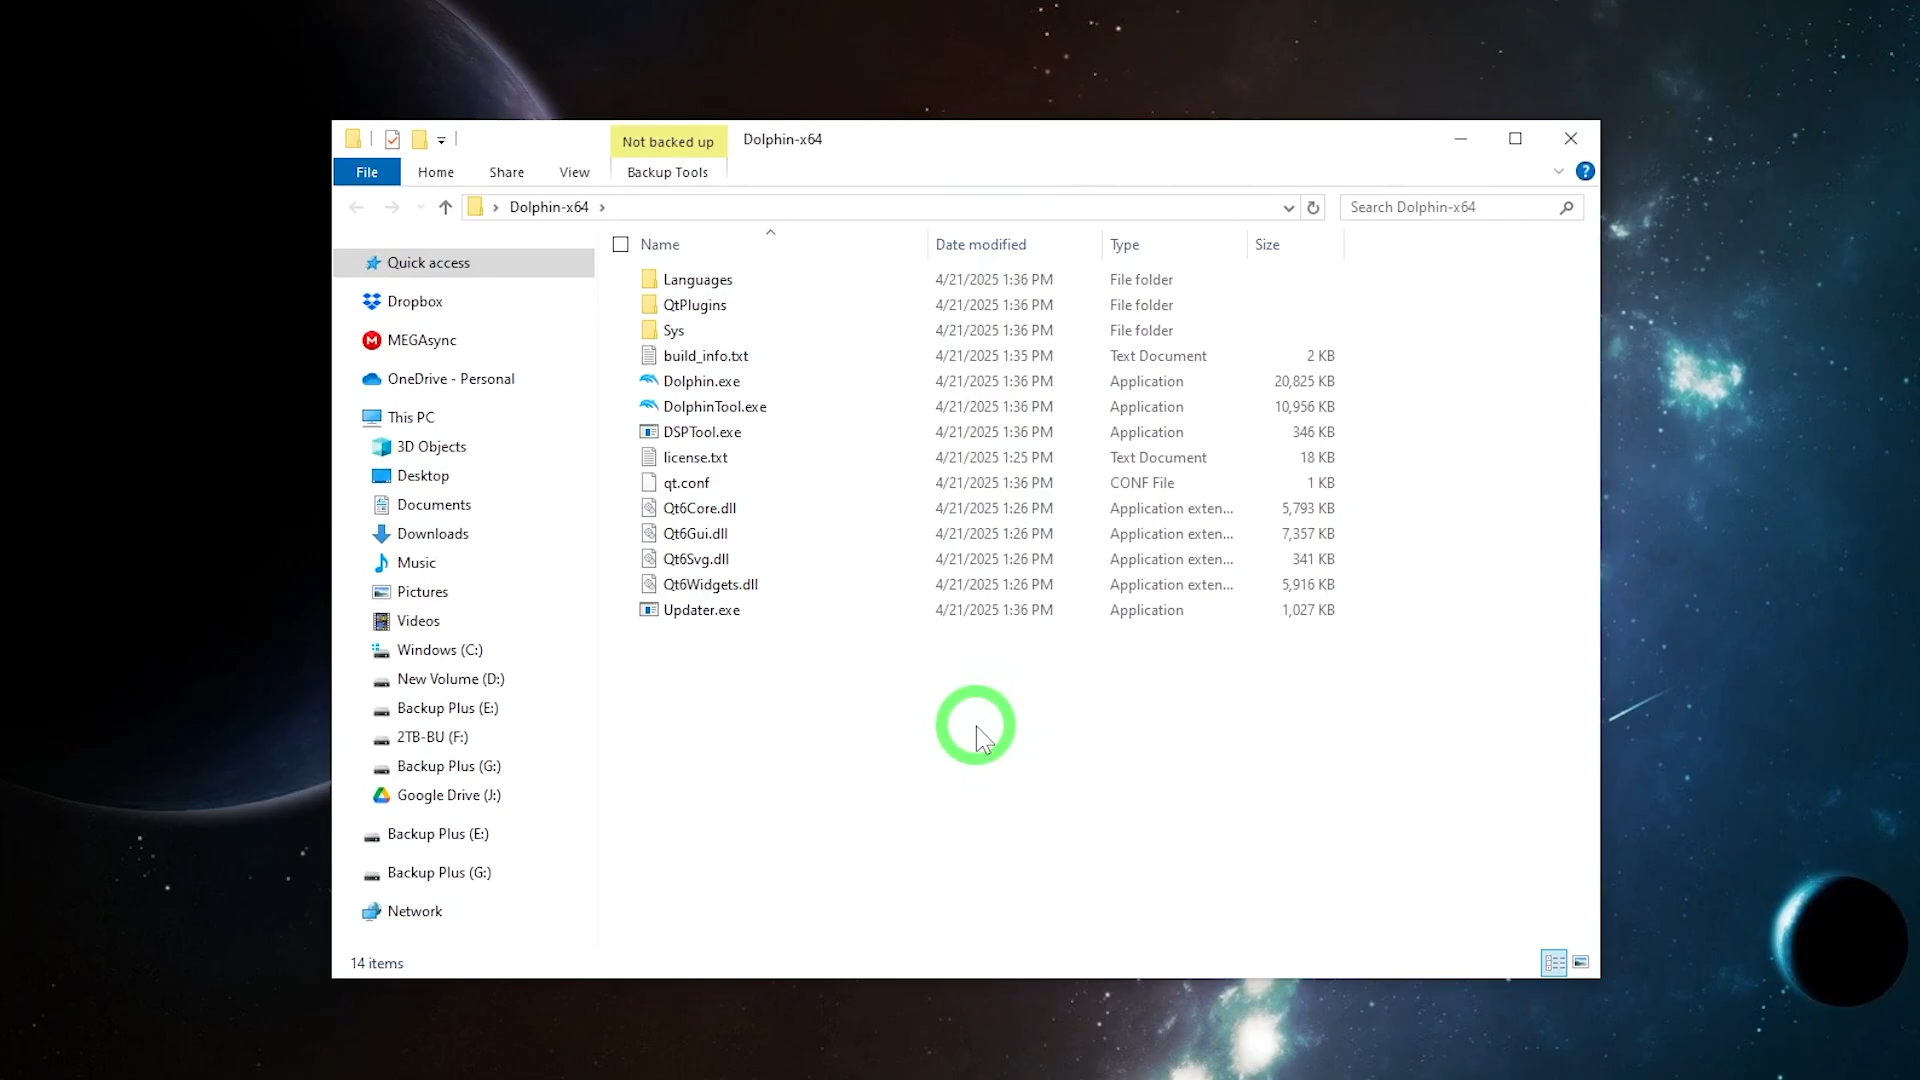 Not backed up
Dolphin-x64
File Home Share View Backup Tools
Dolphin-x64
Search Dolphin-x64
Quick access
Dropbox
MEGAsync
OneDrive - Personal
This PC
3D Objects
Desktop
Documents
Downloads
Music
Pictures
Videos
Windows (C:)
New Volume (D:)
Backup Plus (E:)
2TB-BU (F:)
Backup Plus (G:)
Google Drive (J:)
Backup Plus (E:)
Backup Plus (G:)
Network
Name Date modified Type Size
Languages 4/21/2025 1:36 PM File folder
QtPlugins 4/21/2025 1:36 PM File folder
Sys 4/21/2025 1:36 PM File folder
build_info.txt 4/21/2025 1:35 PM Text Document 2 KB
Dolphin.exe 4/21/2025 1:36 PM Application 20,825 KB
DolphinTool.exe 4/21/2025 1:36 PM Application 10,956 KB
DSPTool.exe 4/21/2025 1:36 PM Application 346 KB
license.txt 4/21/2025 1:25 PM Text Document 18 KB
qt.conf 4/21/2025 1:36 PM CONF File 1 KB
Qt6Core.dll 4/21/2025 1:26 PM Application exten... 5,793 KB
Qt6Gui.dll 4/21/2025 1:26 PM Application exten... 7,357 KB
Qt6Svg.dll 4/21/2025 1:26 PM Application exten... 341 KB
Qt6Widgets.dll 4/21/2025 1:26 PM Application exten... 5,916 KB
Updater.exe 4/21/2025 1:36 PM Application 1,027 KB
14 items